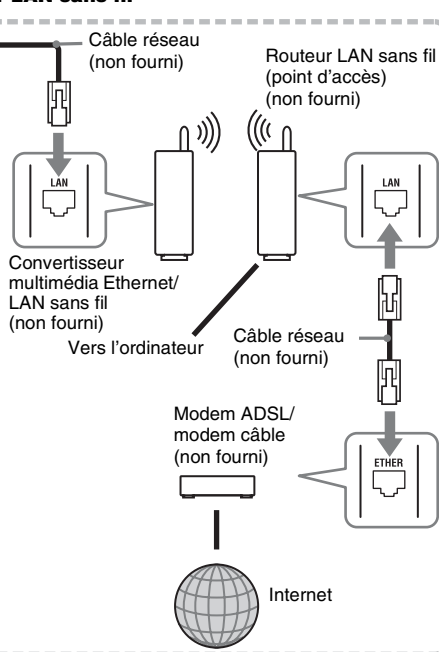 LAN sans fil
Câble réseau
(non fourni)
Routeur LAN sans fil
(point d'accès)
(non fourni)
LAN
LAN
Convertisseur
multimédia Ethernet/
LAN sans fil
(non fourni)
Vers l'ordinateur
Câble réseau
(non fourni)
Modem ADSL/
modem câble
(non fourni)
ETHER
Internet